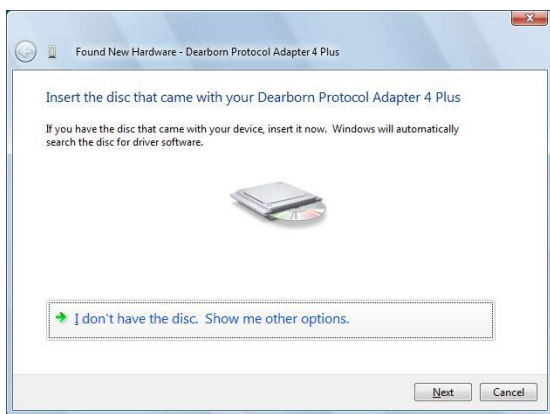 Found New Hardware - Dearborn Protocol Adapter 4 Plus
Insert the disc that came with your Dearborn Protocol Adapter 4 Plus
If you have the disc that came with your device, insert it now. Windows will automatically
search the disc for driver software.
I don't have the disc. Show me other options.
Next Cancel